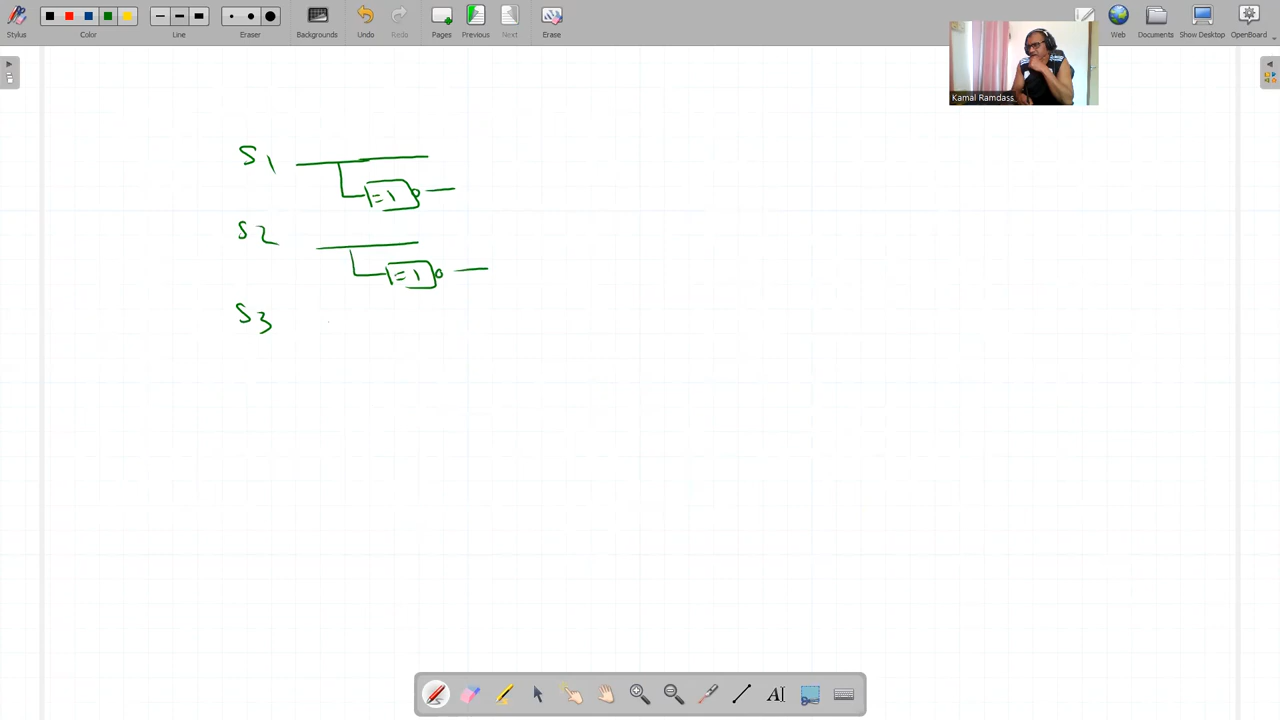 Stylus Color Line Eraser Backgrounds Undo Redo Pages Previous Next Erase Web Documents Show Desktop OpenBoard
Kamal Ramdass
S1
=1
S2
=1
S3
A